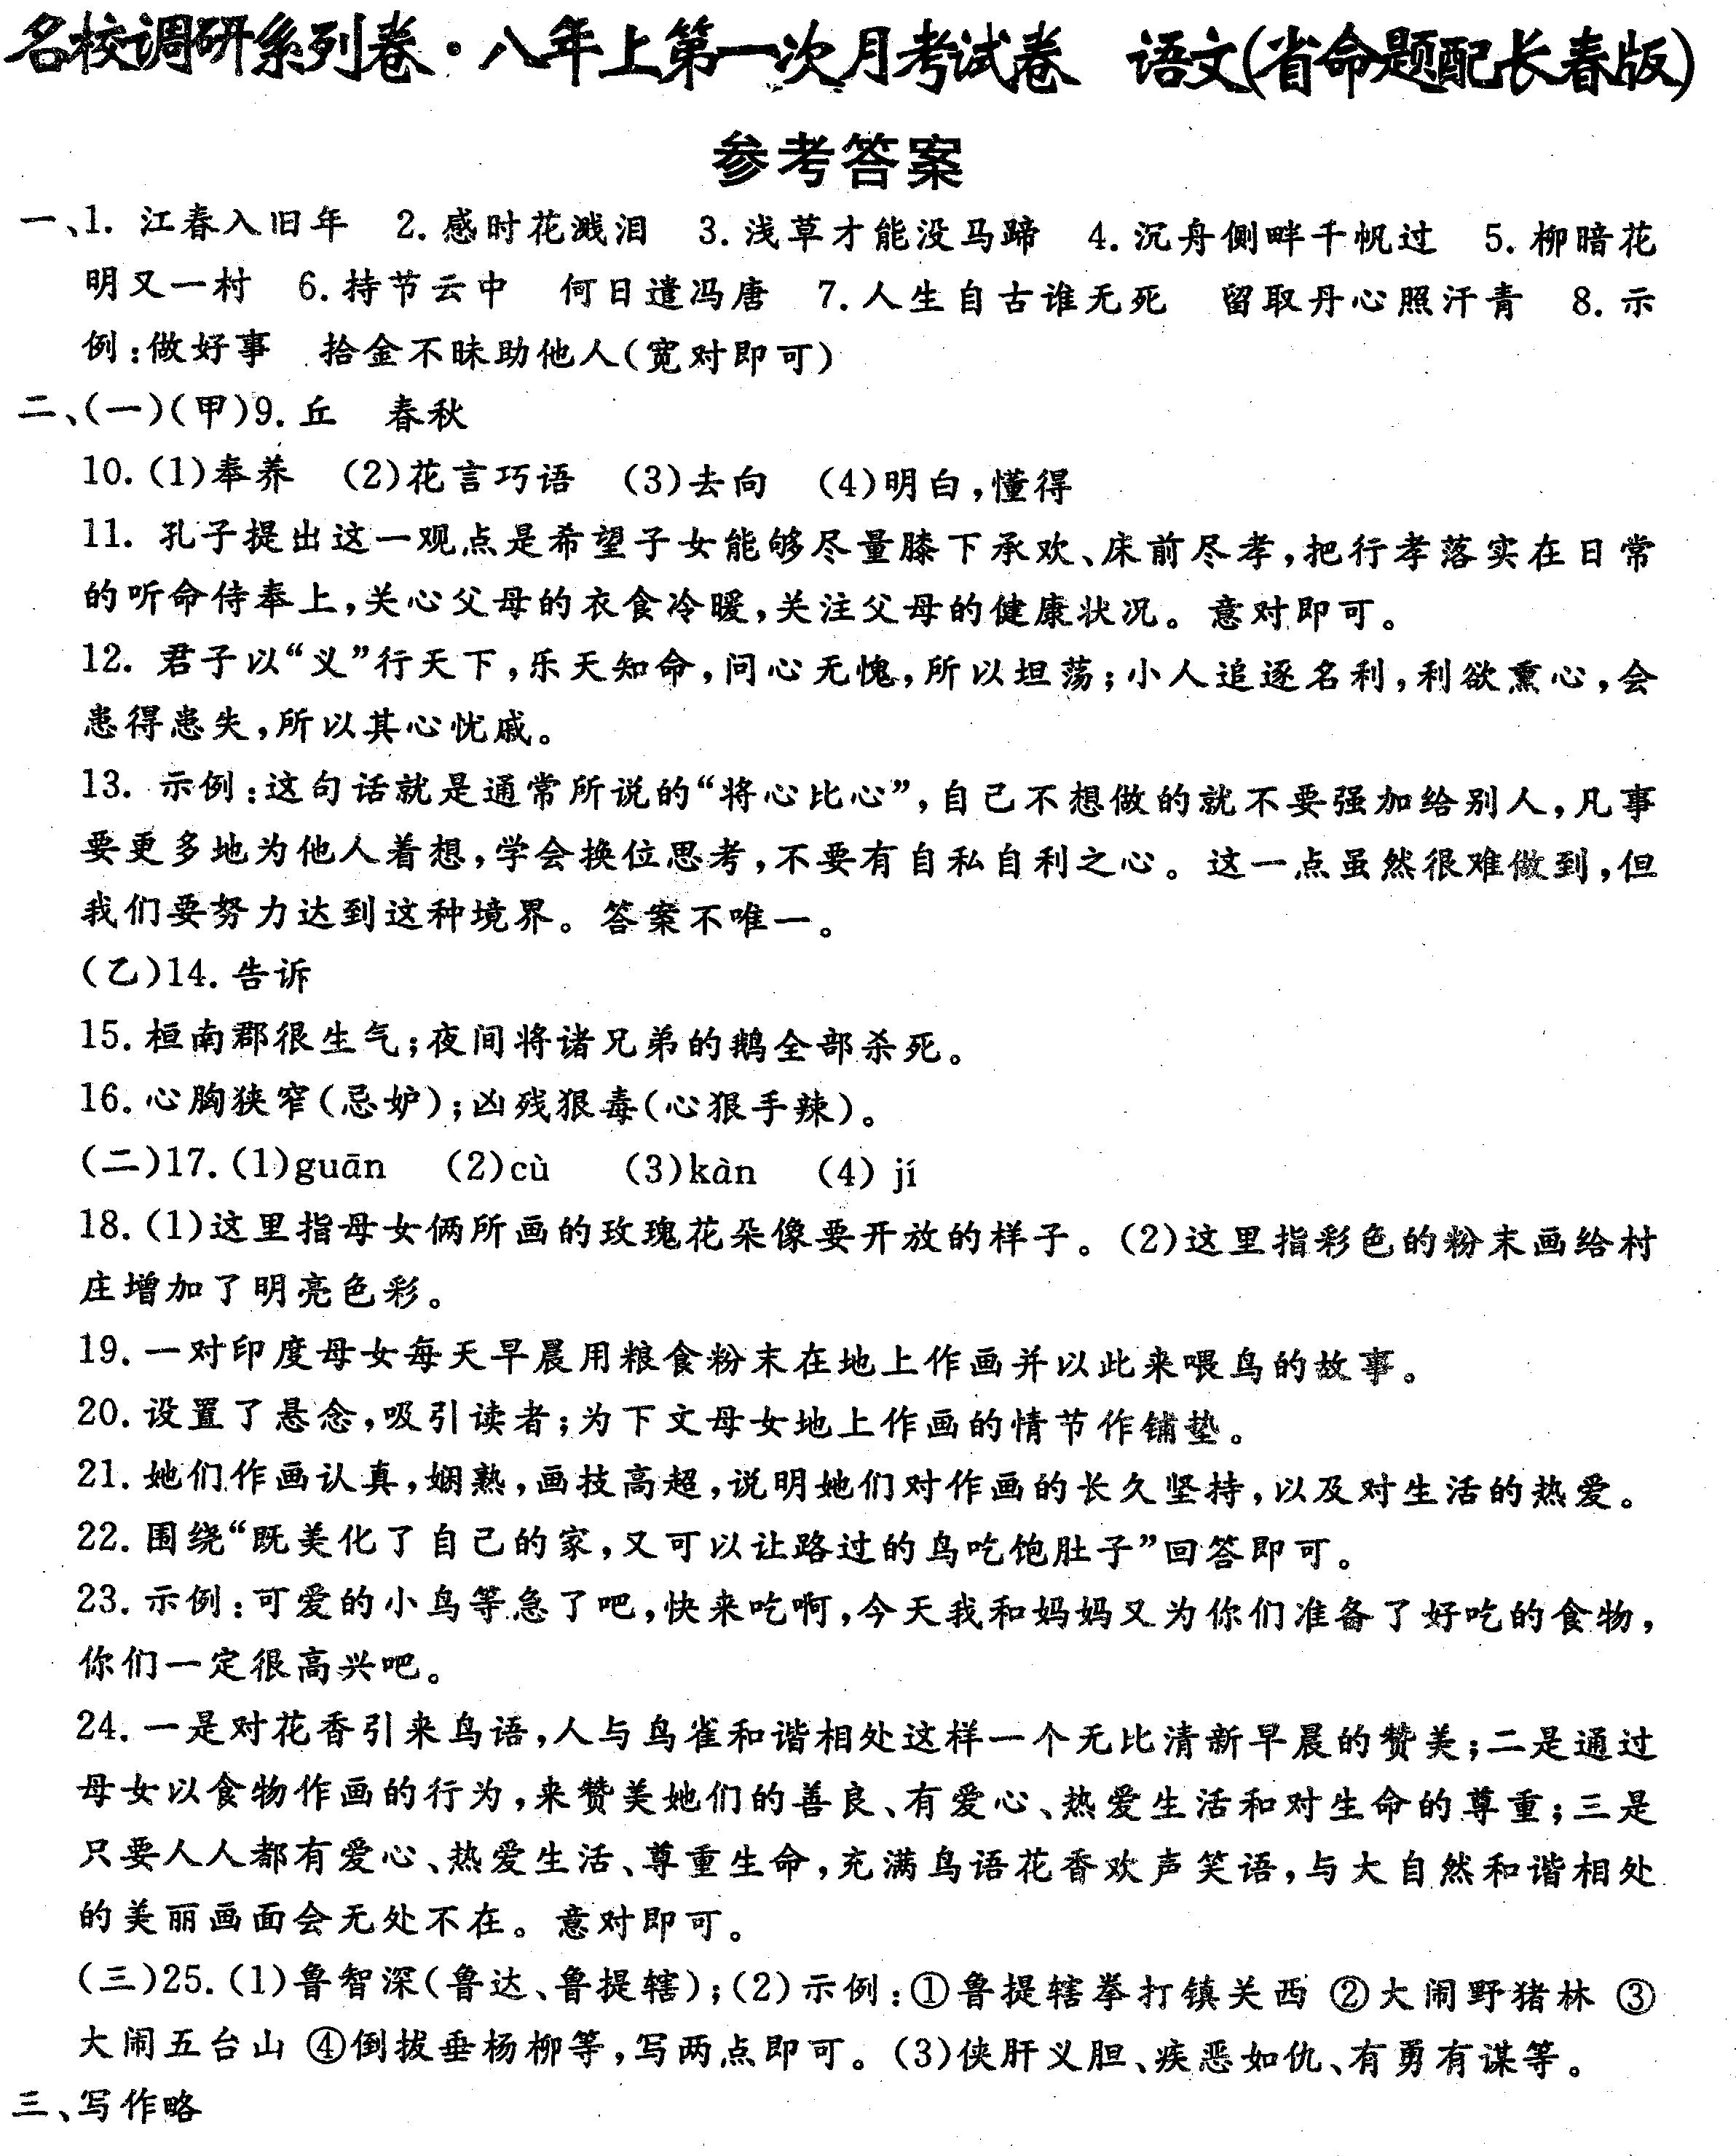 名校调研系列卷·八年上第一次月考试卷 语文(省命题配长春版)
参考答案
一、1. 江春入旧年 2. 感时花溅泪 3. 浅草才能没马蹄 4. 沉舟侧畔千帆过 5. 柳暗花
明又一村 6. 持节云中 何日遣冯唐 7. 人生自古谁无死 留取丹心照汗青 8. 示
例:做好事 拾金不昧助他人(宽对即可)
二、(一)(甲)9. 丘 春秋
10. (1)奉养 (2)花言巧语 (3)去向 (4)明白,懂得
11. 孔子提出这一观点是希望子女能够尽量膝下承欢、床前尽孝,把行孝落实在日常
的听命侍奉上,关心父母的衣食冷暖,关注父母的健康状况。意对即可。
12. 君子以“义”行天下,乐天知命,问心无愧,所以坦荡;小人追逐名利,利欲熏心,会
患得患失,所以其心忧戚。
13. 示例:这句话就是通常所说的“将心比心”,自己不想做的就不要强加给别人,凡事
要更多地为他人着想,学会换位思考,不要有自私自利之心。这一点虽然很难做到,但
我们要努力达到这种境界。答案不唯一。
(乙)14. 告诉
15. 桓南郡很生气;夜间将诸兄弟的鹅全部杀死。
16. 心胸狭窄(忌妒);凶残狠毒(心狠手辣)。
(二)17. (1)guān (2)cù (3)kàn (4) jí
18. (1)这里指母女俩所画的玫瑰花朵像要开放的样子。(2)这里指彩色的粉末画给村
庄增加了明亮色彩。
19. 一对印度母女每天早晨用粮食粉末在地上作画并以此来喂鸟的故事。
20. 设置了悬念,吸引读者;为下文母女地上作画的情节作铺垫。
21. 她们作画认真,娴熟,画技高超,说明她们对作画的长久坚持,以及对生活的热爱。
22. 围绕“既美化了自己的家,又可以让路过的鸟吃饱肚子”回答即可。
23. 示例:可爱的小鸟等急了吧,快来吃啊,今天我和妈妈又为你们准备了好吃的食物,
你们一定很高兴吧。
24. 一是对花香引来鸟语,人与鸟雀和谐相处这样一个无比清新早晨的赞美;二是通过
母女以食物作画的行为,来赞美她们的善良、有爱心、热爱生活和对生命的尊重;三是
只要人人都有爱心、热爱生活、尊重生命,充满鸟语花香欢声笑语,与大自然和谐相处
的美丽画面会无处不在。意对即可。
(三)25. (1)鲁智深(鲁达、鲁提辖);(2)示例:①鲁提辖拳打镇关西 ②大闹野猪林 ③
大闹五台山 ④倒拔垂杨柳等,写两点即可。(3)侠肝义胆、疾恶如仇、有勇有谋等。
三、写作略